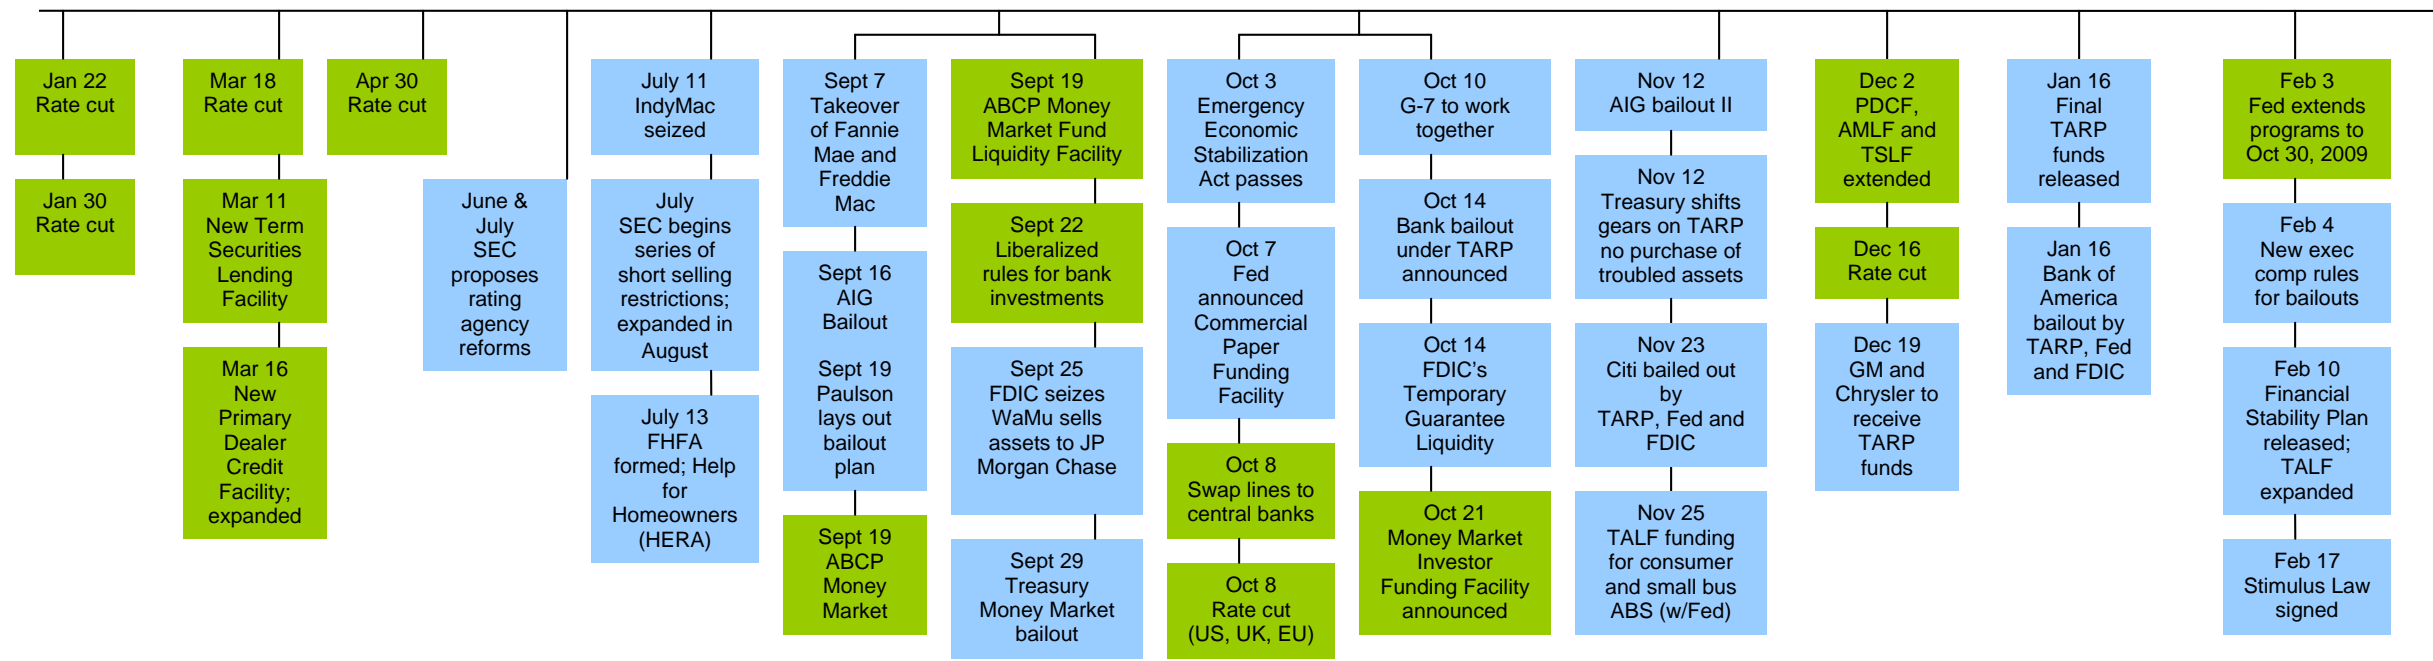 Jan 22
Rate cut
Jan 30
Rate cut
Mar 18
Rate cut
Mar 11
New Term
Securities
Lending
Facility
Mar 16
New
Primary
Dealer
Credit
Facility;
expanded
Apr 30
Rate cut
June &
July
SEC
proposes
rating
agency
reforms
July 11
IndyMac
seized
July
SEC begins
series of
short selling
restrictions;
expanded in
August
July 13
FHFA
formed; Help
for
Homeowners
(HERA)
Sept 7
Takeover
of Fannie
Mae and
Freddie
Mac
Sept 16
AIG
Bailout
Sept 19
Paulson
lays out
bailout
plan
Sept 19
ABCP
Money
Market
Sept 19
ABCP Money
Market Fund
Liquidity Facility
Sept 22
Liberalized
rules for bank
investments
Sept 25
FDIC seizes
WaMu sells
assets to JP
Morgan Chase
Sept 29
Treasury
Money Market
bailout
Oct 3
Emergency
Economic
Stabilization
Act passes
Oct 7
Fed
announced
Commercial
Paper
Funding
Facility
Oct 8
Swap lines to
central banks
Oct 8
Rate cut
(US, UK, EU)
Oct 10
G-7 to work
together
Oct 14
Bank bailout
under TARP
announced
Oct 14
FDIC’s
Temporary
Guarantee
Liquidity
Oct 21
Money Market
Investor
Funding Facility
announced
Nov 12
AIG bailout II
Nov 12
Treasury shifts
gears on TARP
no purchase of
troubled assets
Nov 23
Citi bailed out
by
TARP, Fed and
FDIC
Nov 25
TALF funding
for consumer
and small bus
ABS (w/Fed)
Dec 2
PDCF,
AMLF and
TSLF
extended
Dec 16
Rate cut
Dec 19
GM and
Chrysler to
receive
TARP
funds
Jan 16
Final
TARP
funds
released
Jan 16
Bank of
America
bailout by
TARP, Fed
and FDIC
Feb 3
Fed extends
programs to
Oct 30, 2009
Feb 4
New exec
comp rules
for bailouts
Feb 10
Financial
Stability Plan
released;
TALF
expanded
Feb 17
Stimulus Law
signed